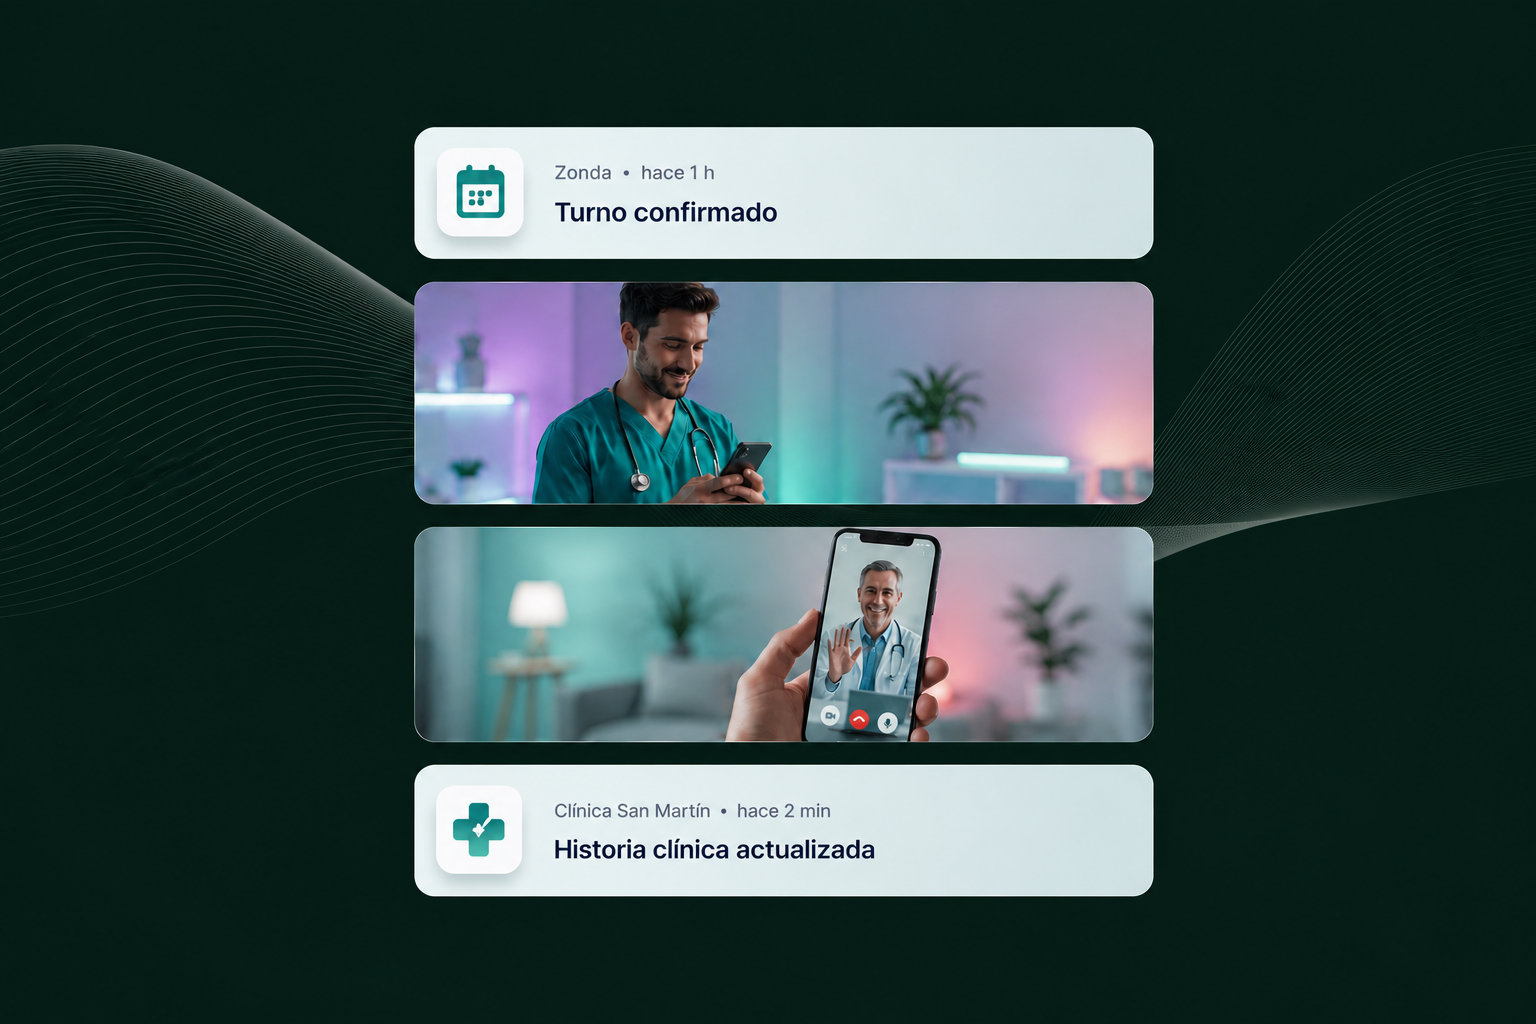 Zonda • hace 1 h
Turno confirmado
Clínica San Martín • hace 2 min
Historia clínica actualizada